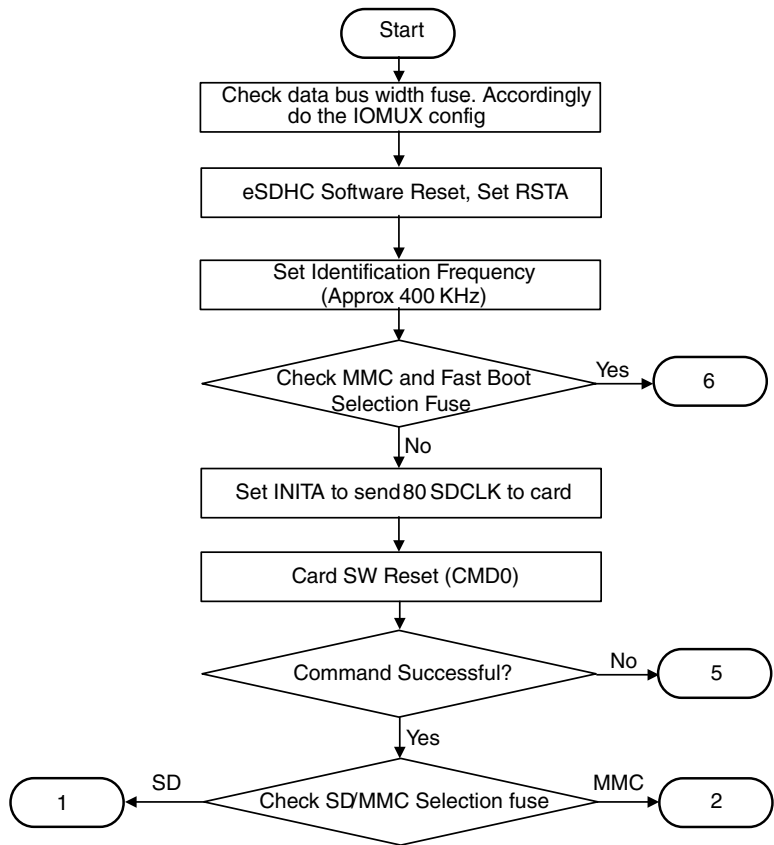 Start
Check data bus width fuse. Accordingly
do the IOMUX config
eSDHC Software Reset, Set RSTA
Set Identification Frequency
(Approx 400 KHz)
Check MMC and Fast Boot
Selection Fuse
Yes
6
No
Set INITA to send 80 SDCLK to card
Card SW Reset (CMD0)
Command Successful?
No
5
Yes
SD
1
Check SD/MMC Selection fuse
MMC
2